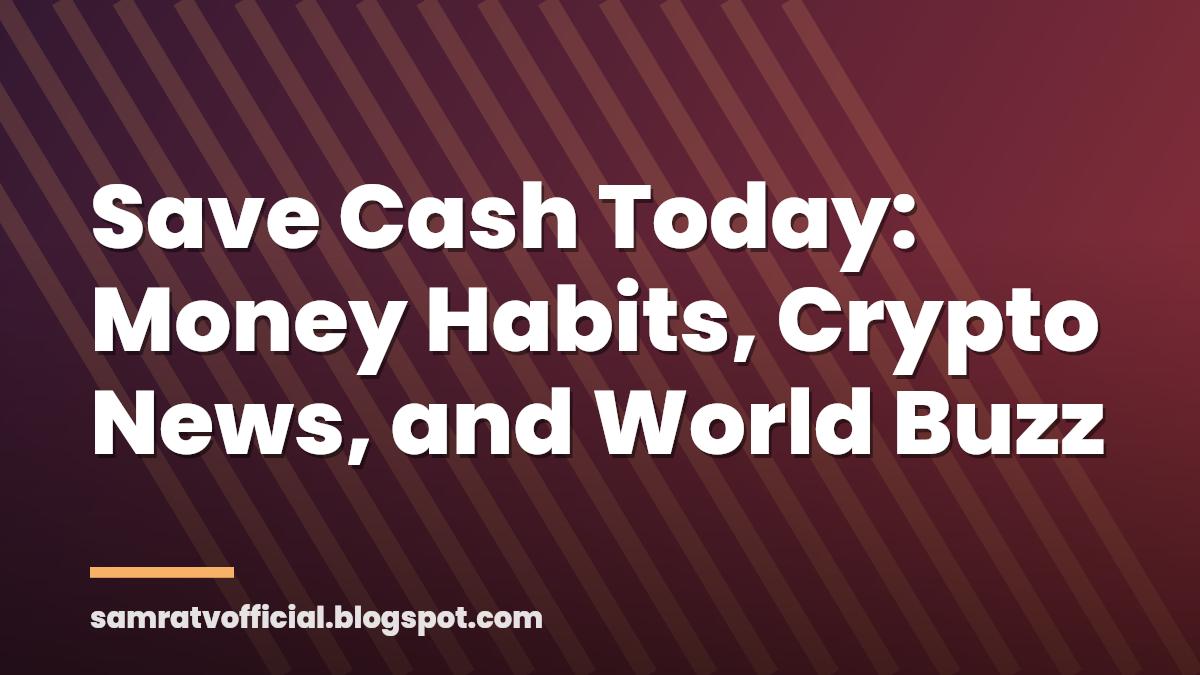 Save Cash Today:
Money Habits, Crypto
News, and World Buzz
samratvofficial.blogspot.com